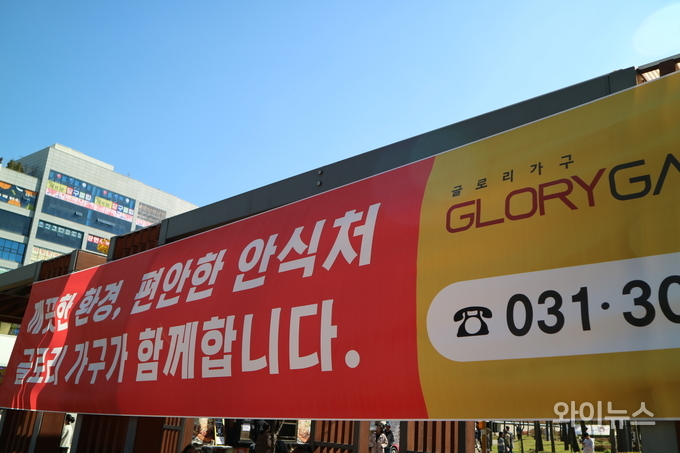 깨끗한 환경, 편안한 안식처
글로리 가구가 함께합니다.
글로리가구
GLORYGA
☎ 031·30
와이뉴스